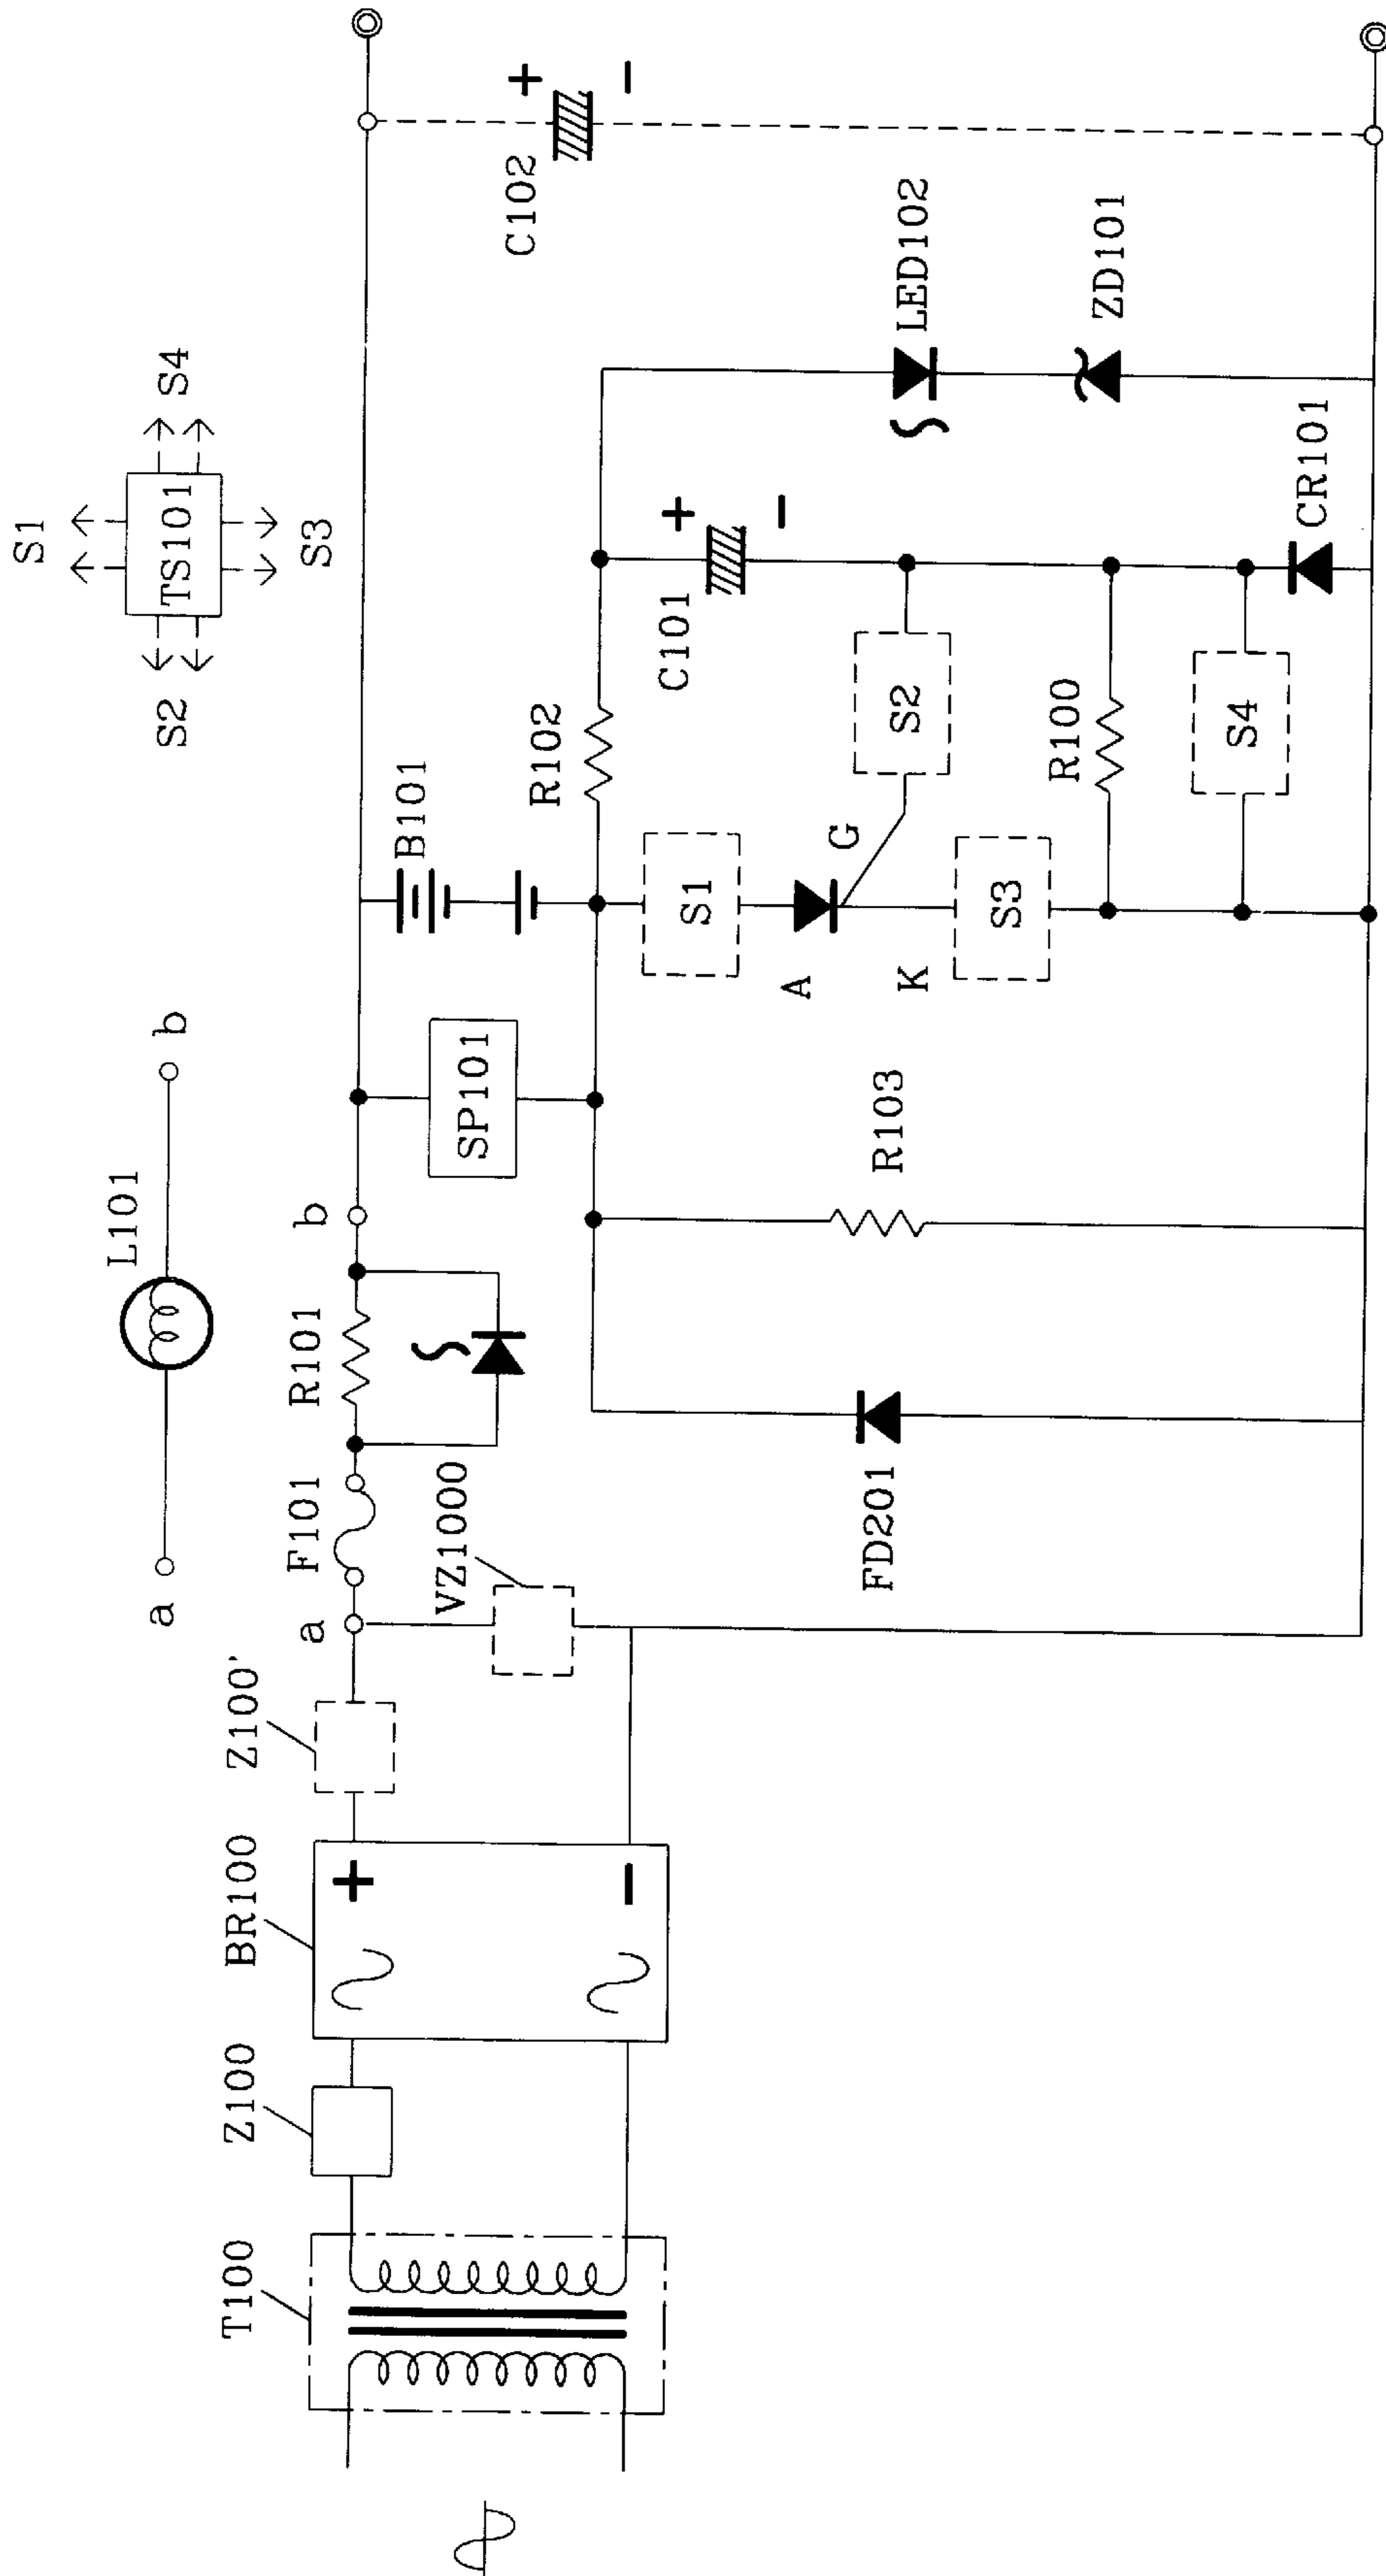 T100
Z100
BR100
+
−
Z100'
a
F101
R101
b
VZ1000
a
L101
b
SP101
B101
FD201
R103
R102
S1
A
G
K
S2
S3
R100
S4
C101
+
−
CR101
LED102
ZD101
C102
+
−
S1
S2
TS101
S4
S3